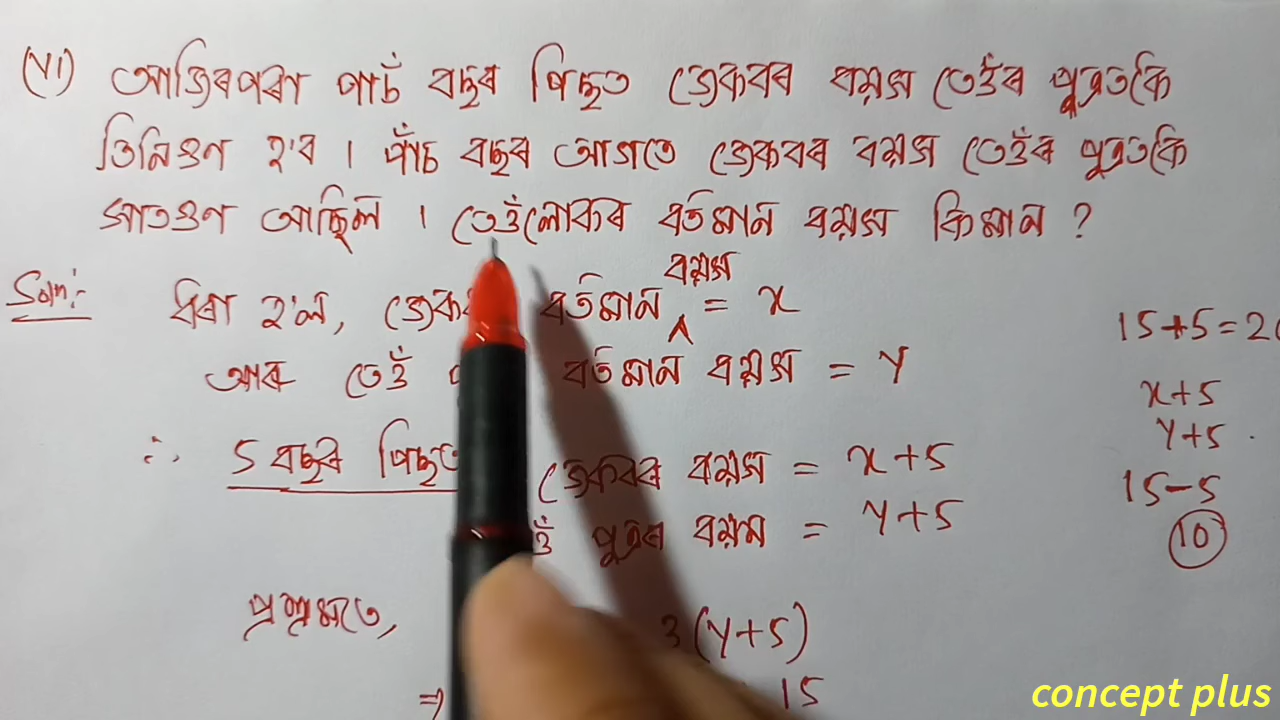 (vi) আজিৰপৰা পাচঁ বছৰ পিছত জেকবৰ বয়স তেওঁৰ পুত্ৰতকৈ
তিনিগুণ হ'ব । পাঁচ বছৰ আগতে জেকবৰ বয়স তেওঁৰ পুত্ৰতকৈ
সাতগুণ আছিল । তেওঁলোকৰ বৰ্তমান বয়স কিমান ?
বয়স
Soln:- ধৰা হ'ল, বৰ্তমান ^ = x
15+5=20
আৰু তেওঁ বৰ্তমান বয়স = y
x+5
y+5
∴ 5 বছৰ পিছত জেকবৰ বয়স = x+5
15-5
পুত্ৰৰ বয়স = y+5
10
প্ৰশ্নমতে, 3(y+5)
⇒ 15
concept plus